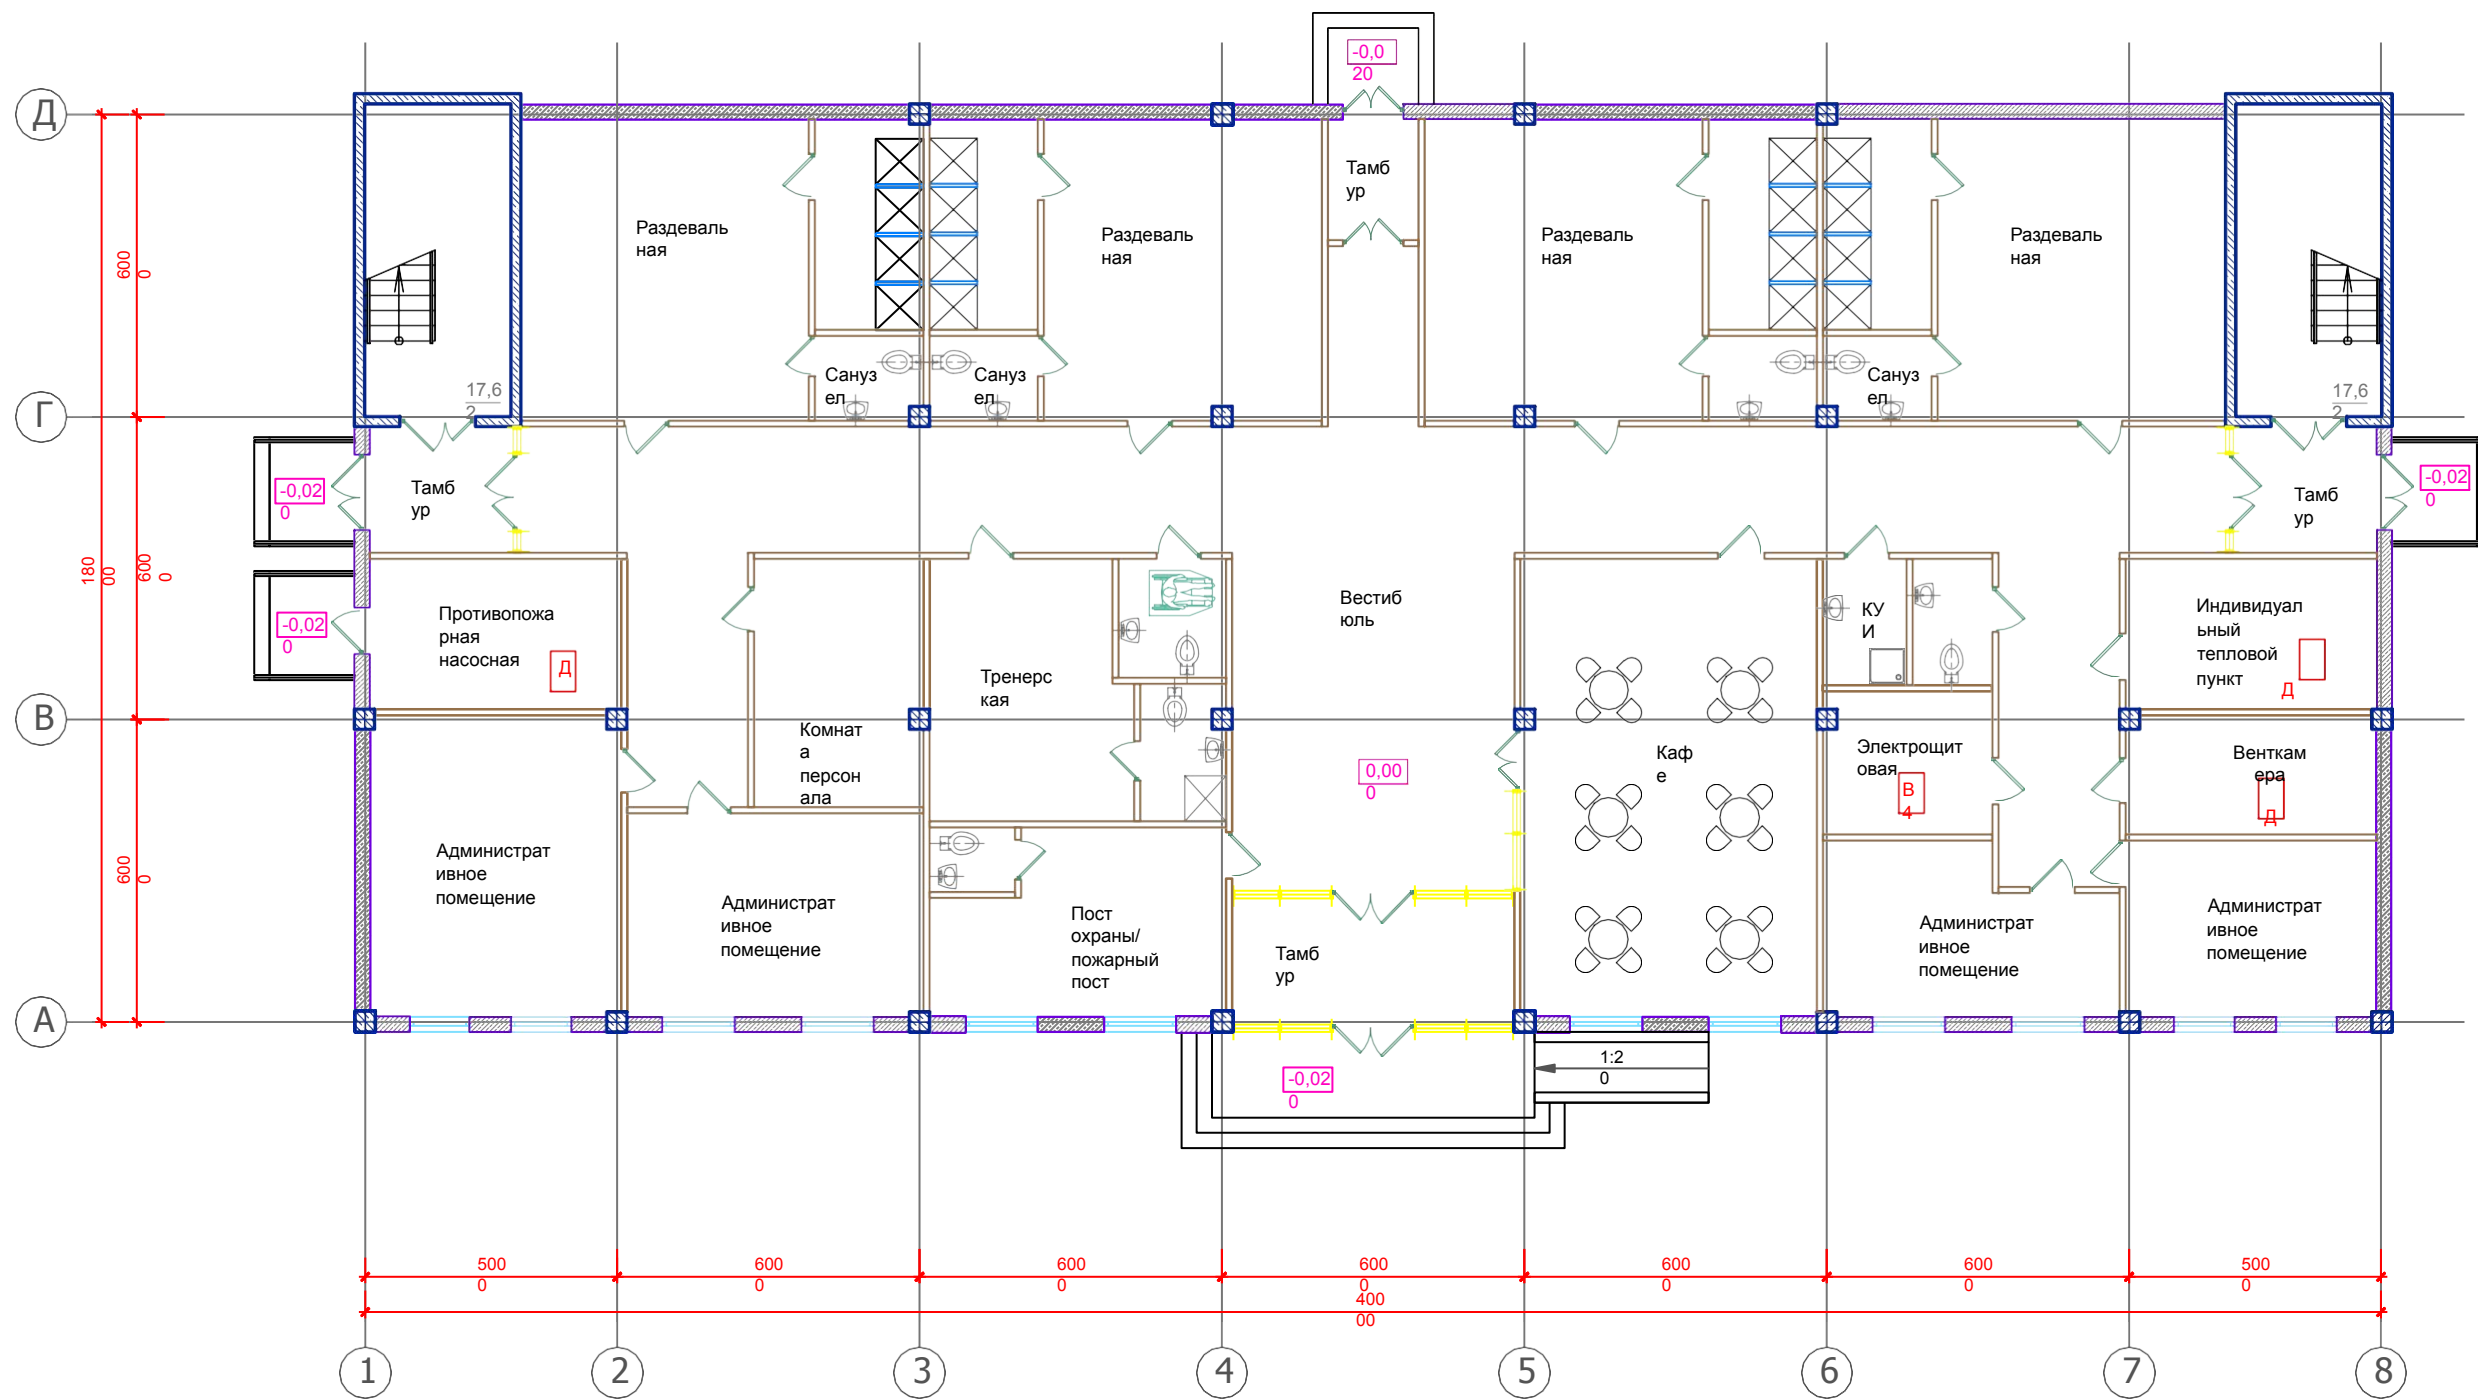 -0,0
20
Д
Тамб
ур
Раздеваль
ная
Раздеваль
ная
Раздеваль
ная
Раздеваль
ная
600
0
Сануз
ел
Сануз
ел
Сануз
ел
17,6
2
17,6
2
Г
-0,02
0
Тамб
ур
Тамб
ур
-0,02
0
180
00
600
0
-0,02
0
Противопожа
рная
насосная
Д
Вестиб
юль
КУ
И
Индивидуал
ьный
тепловой
пункт
Д
Тренерс
кая
В
Комнат
а
персон
ала
0,00
0
Каф
е
Электрощит
овая
В
4
Венткам
ера
Д
600
0
Администрат
ивное
помещение
Администрат
ивное
помещение
Пост
охраны/
пожарный
пост
Тамб
ур
Администрат
ивное
помещение
Администрат
ивное
помещение
А
-0,02
0
1:2
0
500
0
600
0
600
0
600
0
600
0
600
0
500
0
400
00
1
2
3
4
5
6
7
8